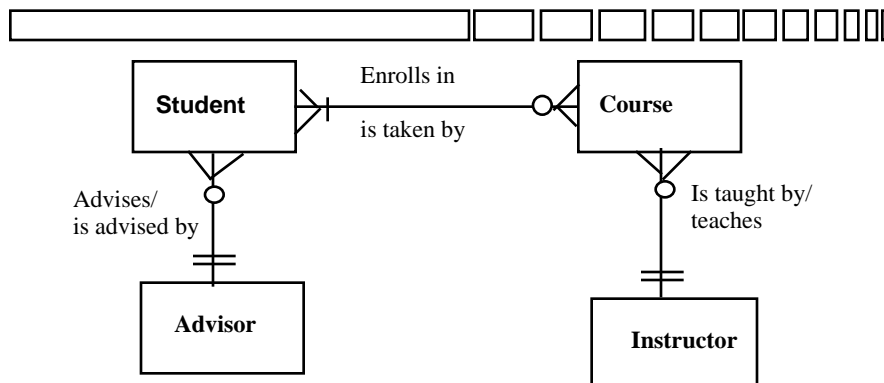 Enrolls in
Student
Course
is taken by
Advises/
is advised by
Is taught by/
teaches
Advisor
Instructor